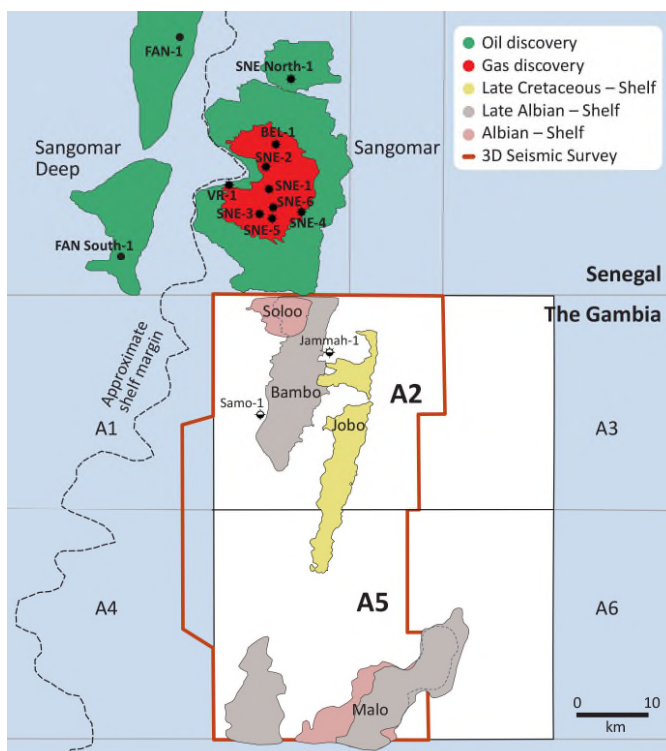 Oil discovery
Gas discovery
Late Cretaceous – Shelf
Late Albian – Shelf
Albian – Shelf
3D Seismic Survey
FAN-1
SNE North-1
BEL-1
Sangomar
Deep
SNE-2
Sangomar
VR-1
SNE-1
SNE-6
SNE-3
SNE-4
SNE-5
FAN South-1
Senegal
The Gambia
Soloo
Jammah-1
Approximate
shelf margin
Bambo
A2
Samo-1
Jobo
A1
A3
A4
A5
A6
Malo
0
10
km